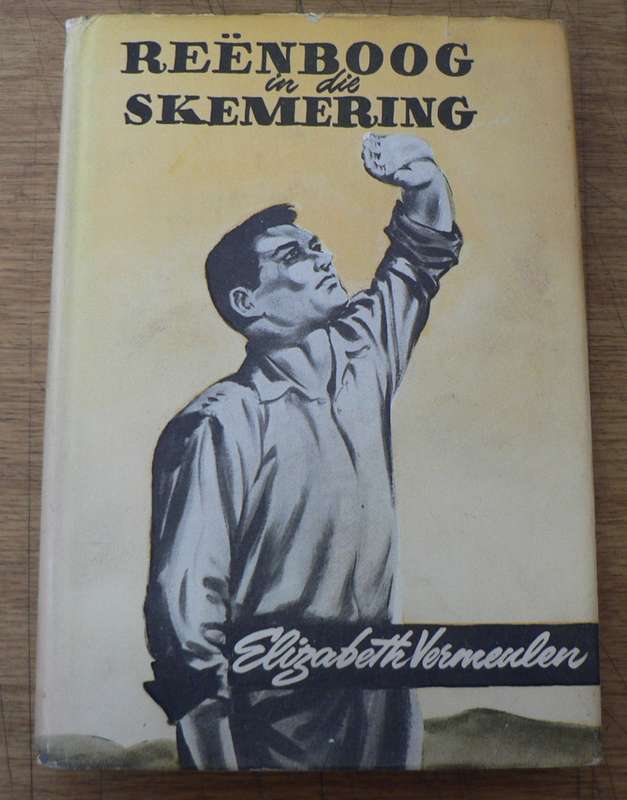 REËNBOOG
in die
SKEMERING
Elizabeth Vermeulen